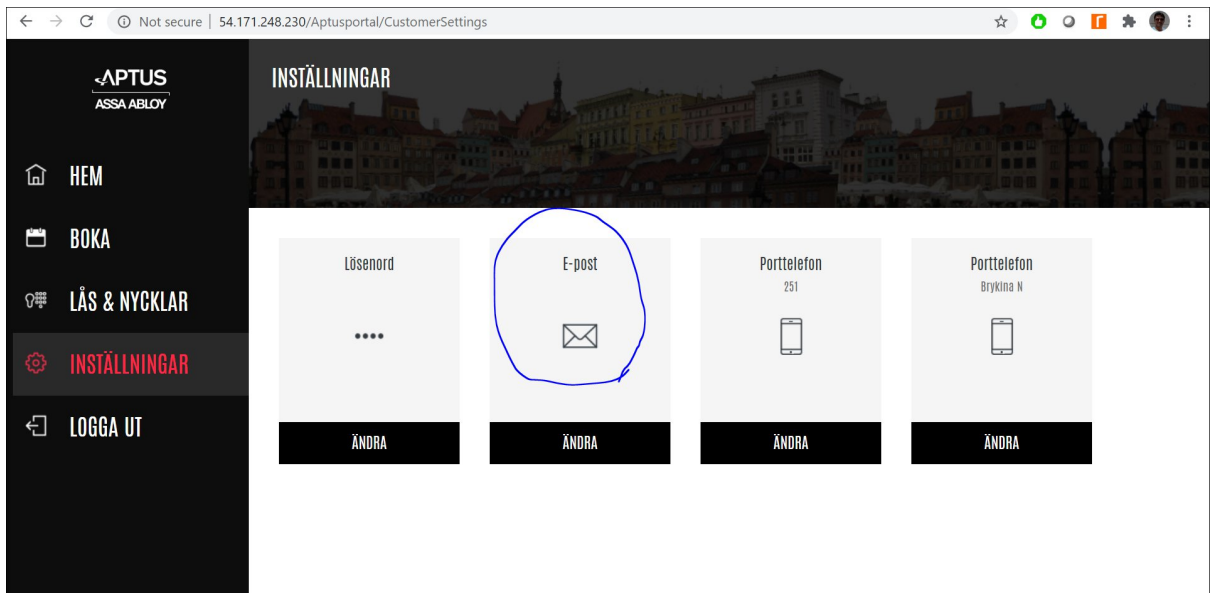 Not secure | 54.171.248.230/Aptusportal/CustomerSettings
APTUS
ASSA ABLOY
HEM
BOKA
LÅS & NYCKLAR
INSTÄLLNINGAR
LOGGA UT
INSTÄLLNINGAR
Lösenord
ÄNDRA
E-post
ÄNDRA
Porttelefon
251
ÄNDRA
Porttelefon
Brykina N
ÄNDRA